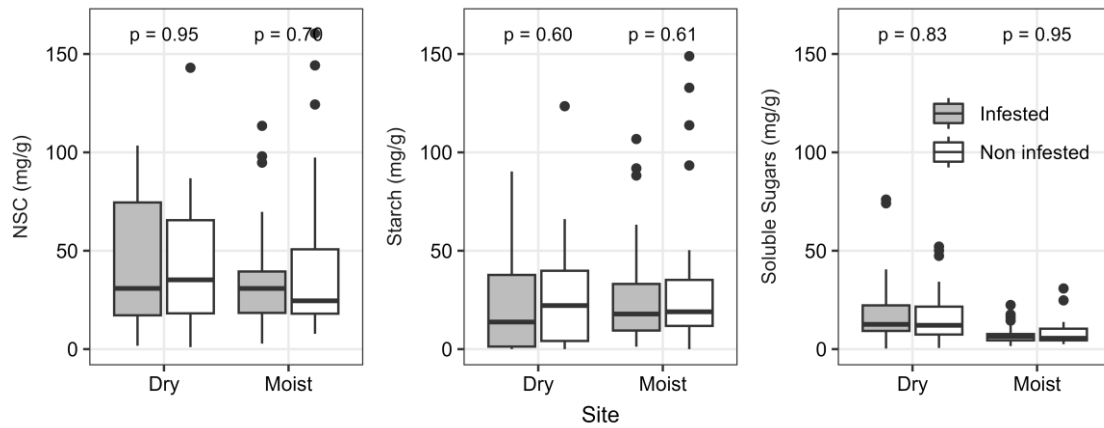 p = 0.95 p = 0.70
150
100
50
0
NSC (mg/g)
Dry Moist
p = 0.60 p = 0.61
150
100
50
0
Starch (mg/g)
Dry Moist
Site
p = 0.83 p = 0.95
150
100
50
0
Soluble Sugars (mg/g)
Infested
Non infested
Dry Moist